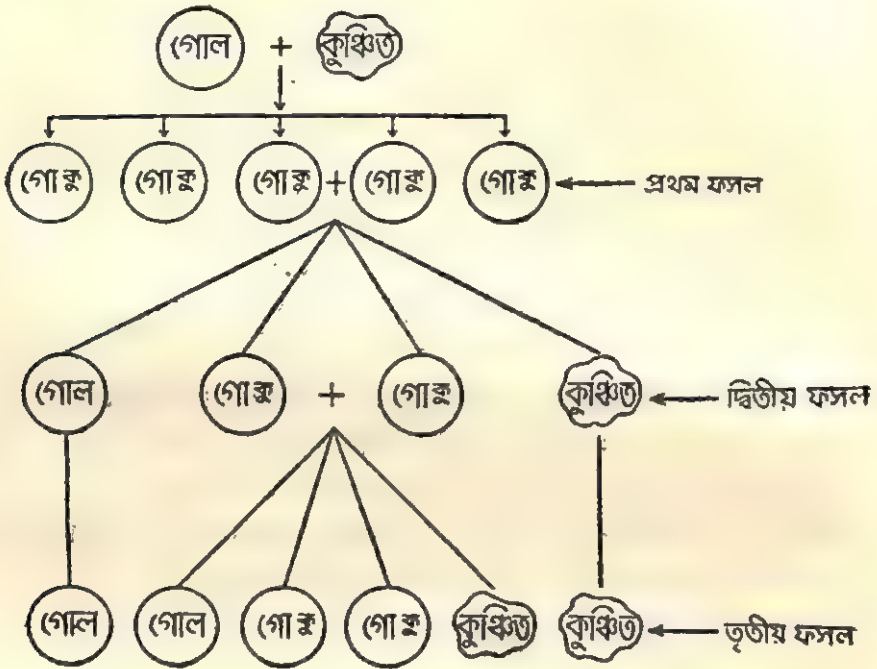 গোল + কুঞ্চিত
গোকু গোকু গোকু + গোকু গোকু প্রথম ফসল
গোল গোকু + গোকু কুঞ্চিত দ্বিতীয় ফসল
গোল গোল গোকু গোকু কুঞ্চিত কুঞ্চিত তৃতীয় ফসল